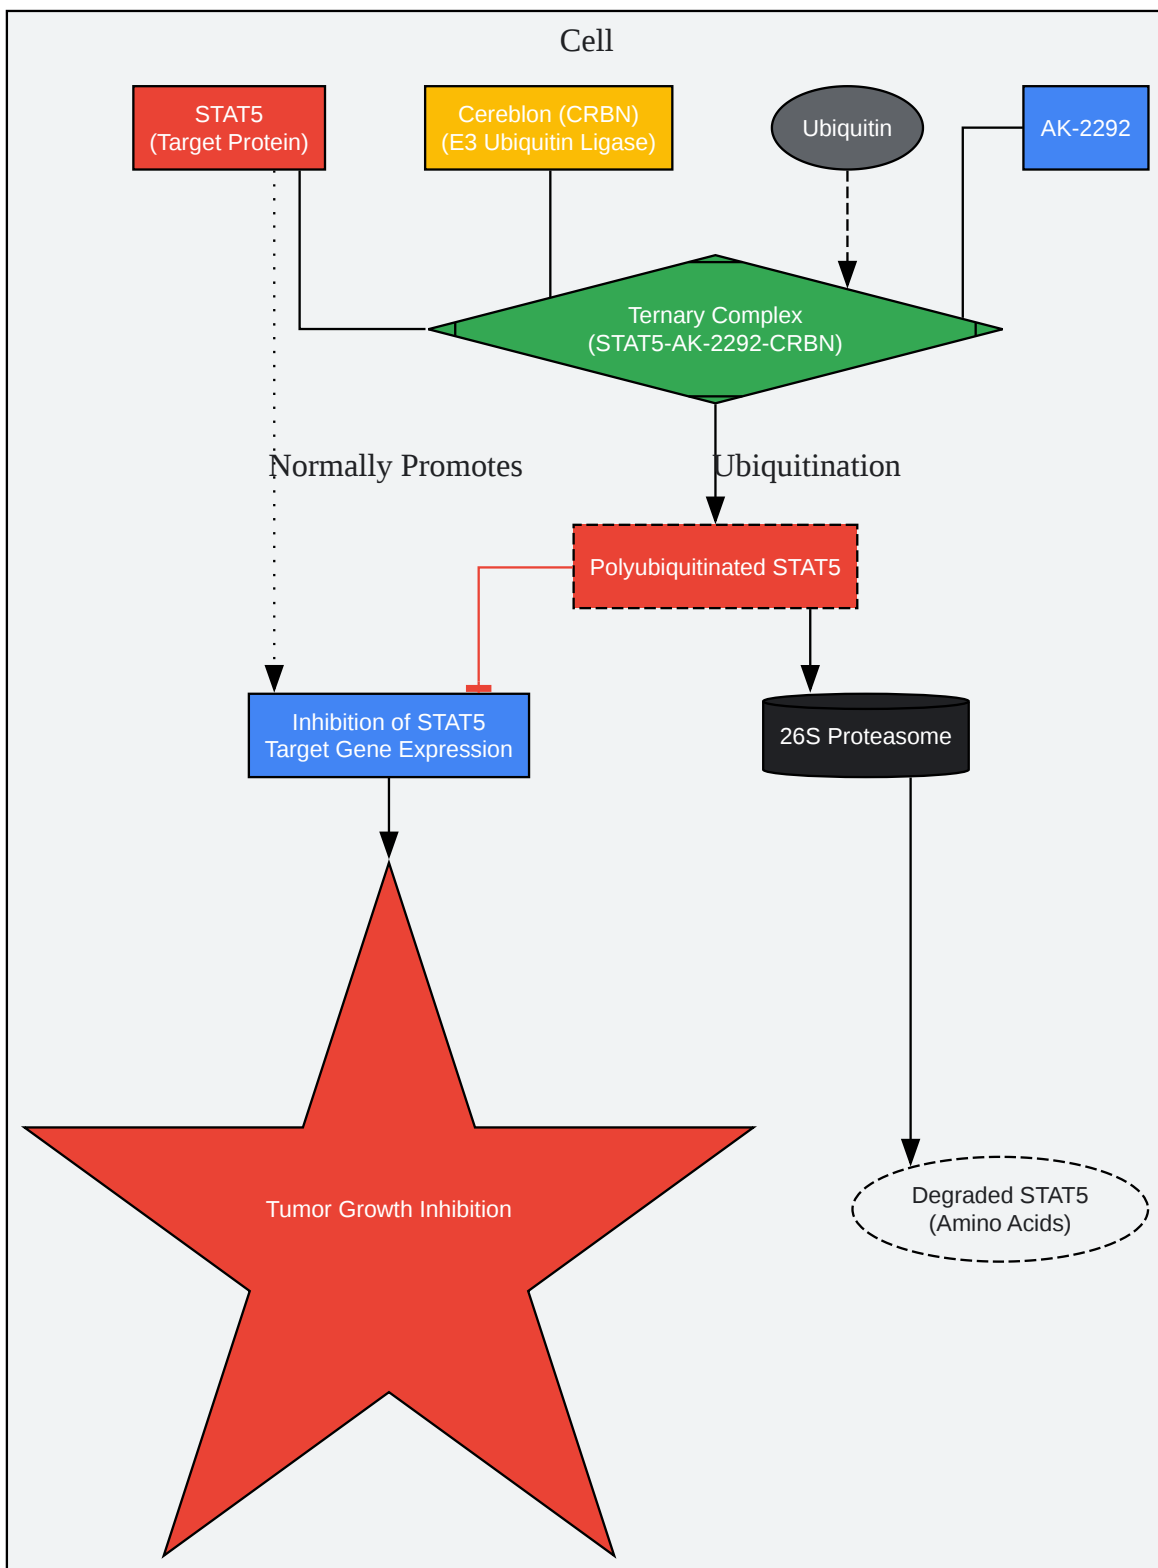 Cell
STAT5
(Target Protein)
Cereblon (CRBN)
(E3 Ubiquitin Ligase)
Ubiquitin
AK-2292
Ternary Complex
(STAT5-AK-2292-CRBN)
Normally Promotes
Ubiquitination
Polyubiquitinated STAT5
Inhibition of STAT5
Target Gene Expression
26S Proteasome
Tumor Growth Inhibition
Degraded STAT5
(Amino Acids)